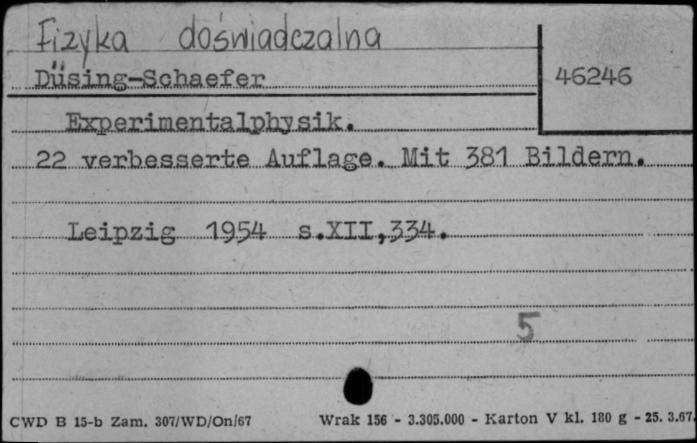 Fizyka doświadczalna
Düsing-Schaefer
46246
Experimentalphysik.
22 verbesserte Auflage. Mit 381 Bildern.
Leipzig 1954 s.XII,334.
5
CWD B 15-b Zam. 307/WD/On/67 Wrak 156 - 3.305.000 - Karton V kl. 180 g - 25. 3.67.